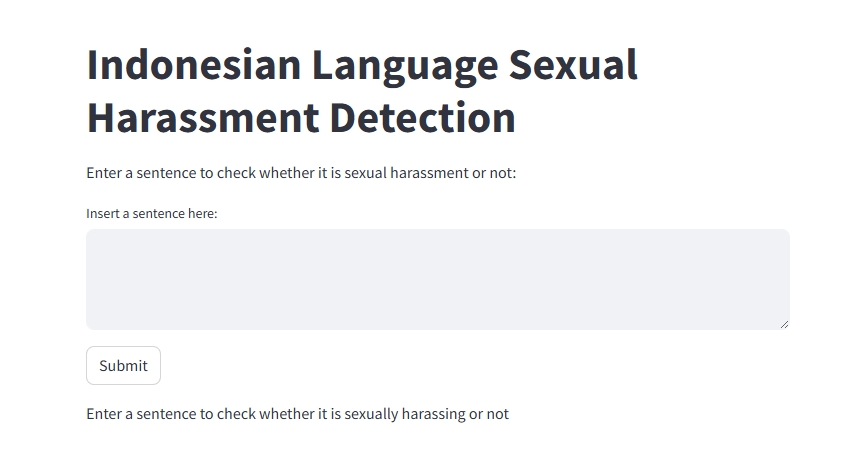 Indonesian Language Sexual
Harassment Detection
Enter a sentence to check whether it is sexual harassment or not:
Insert a sentence here:
Submit
Enter a sentence to check whether it is sexually harassing or not